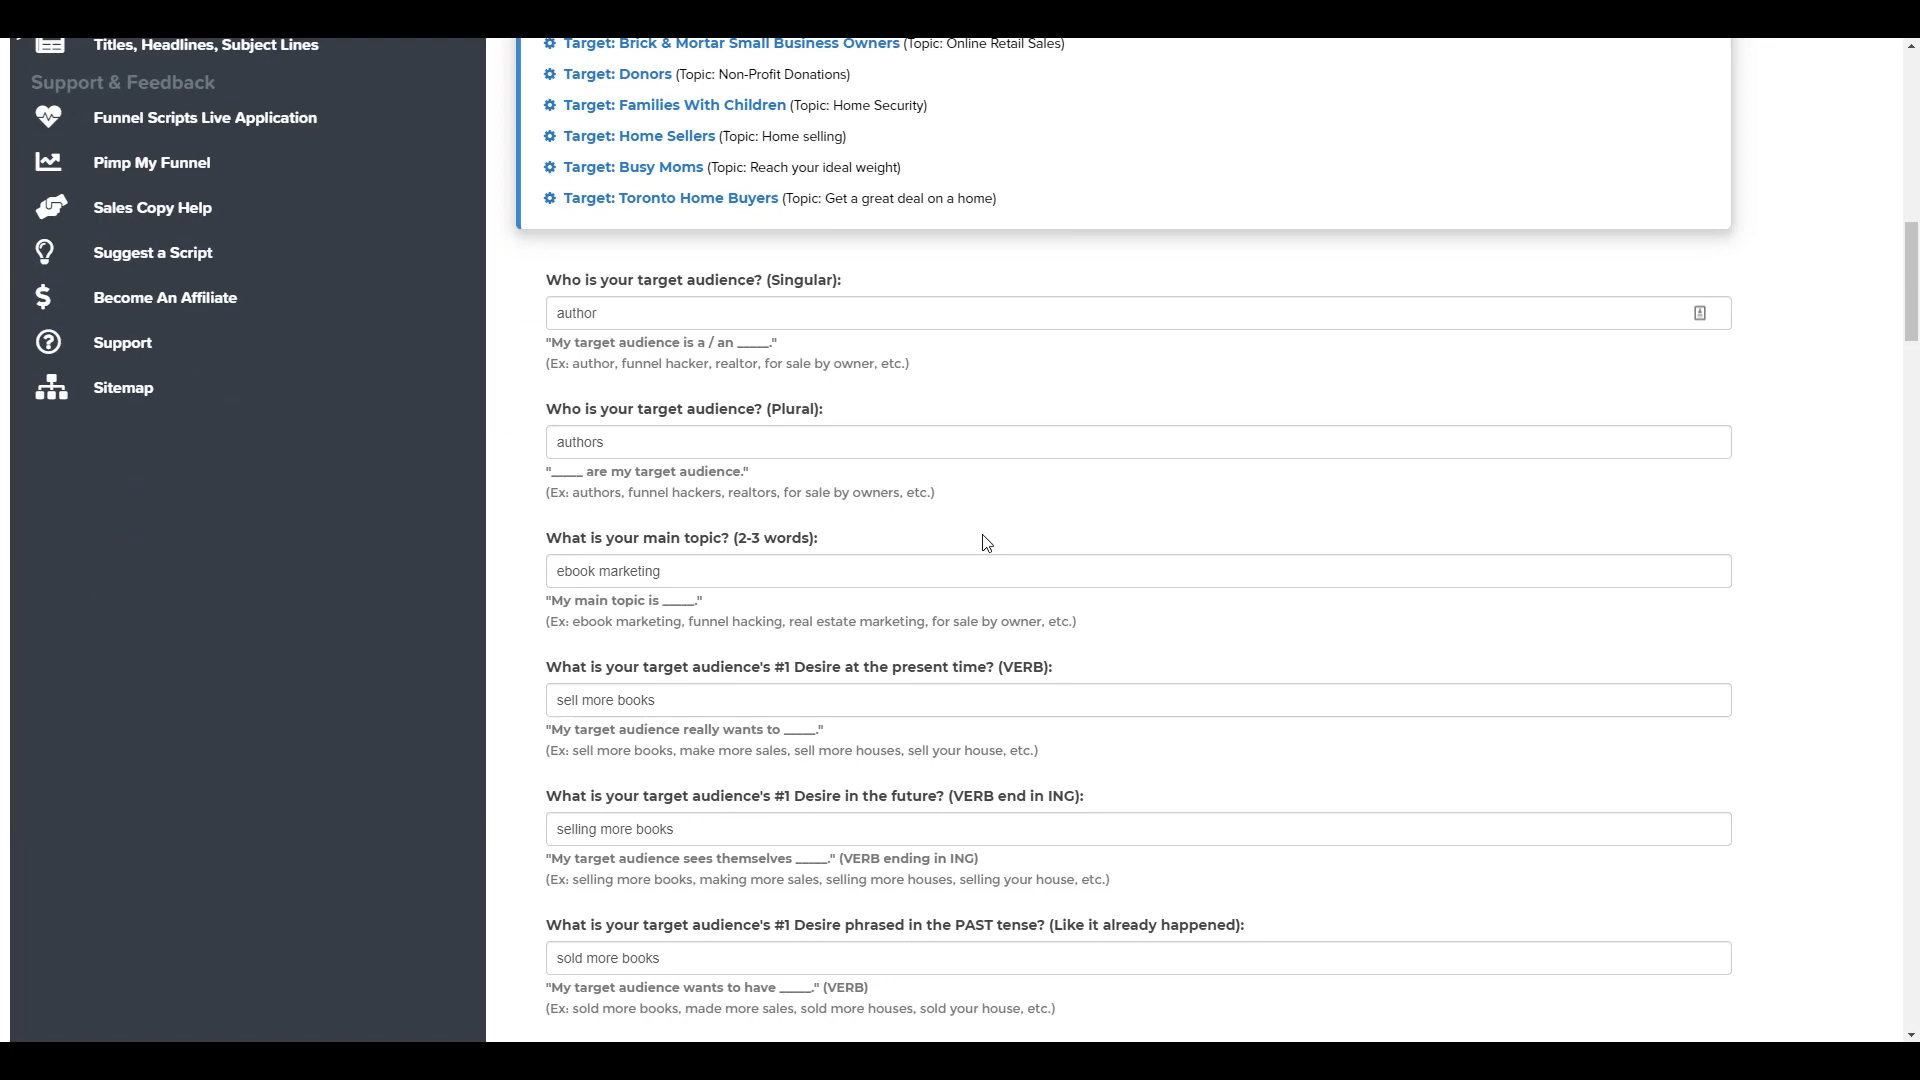 Titles, Headlines, Subject Lines
Support & Feedback
Funnel Scripts Live Application
Pimp My Funnel
Sales Copy Help
Suggest a Script
Become An Affiliate
Support
Sitemap
Target: Brick & Mortar Small Business Owners (Topic: Online Retail Sales)
Target: Donors (Topic: Non-Profit Donations)
Target: Families With Children (Topic: Home Security)
Target: Home Sellers (Topic: Home selling)
Target: Busy Moms (Topic: Reach your ideal weight)
Target: Toronto Home Buyers (Topic: Get a great deal on a home)
Who is your target audience? (Singular):
author
"My target audience is a / an _____."
(Ex: author, funnel hacker, realtor, for sale by owner, etc.)
Who is your target audience? (Plural):
authors
"_____ are my target audience."
(Ex: authors, funnel hackers, realtors, for sale by owners, etc.)
What is your main topic? (2-3 words):
ebook marketing
"My main topic is _____."
(Ex: ebook marketing, funnel hacking, real estate marketing, for sale by owner, etc.)
What is your target audience's #1 Desire at the present time? (VERB):
sell more books
"My target audience really wants to _____."
(Ex: sell more books, make more sales, sell more houses, sell your house, etc.)
What is your target audience's #1 Desire in the future? (VERB end in ING):
selling more books
"My target audience sees themselves _____." (VERB ending in ING)
(Ex: selling more books, making more sales, selling more houses, selling your house, etc.)
What is your target audience's #1 Desire phrased in the PAST tense? (Like it already happened):
sold more books
"My target audience wants to have _____." (VERB)
(Ex: sold more books, made more sales, sold more houses, sold your house, etc.)